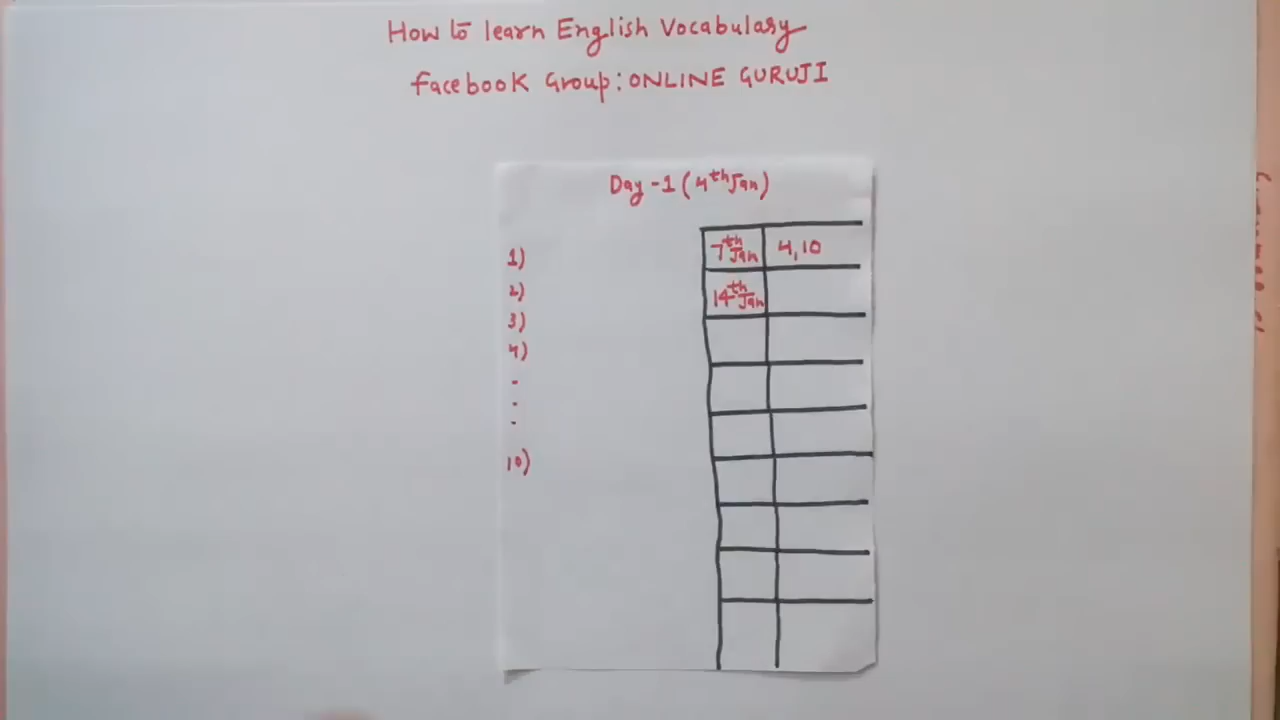 How to learn English Vocabulary
facebook Group: ONLINE GURUJI
Day -1 (4th Jan)
1)
2)
3)
4)
.
.
.
10)
7th Jan 4,10
14th Jan